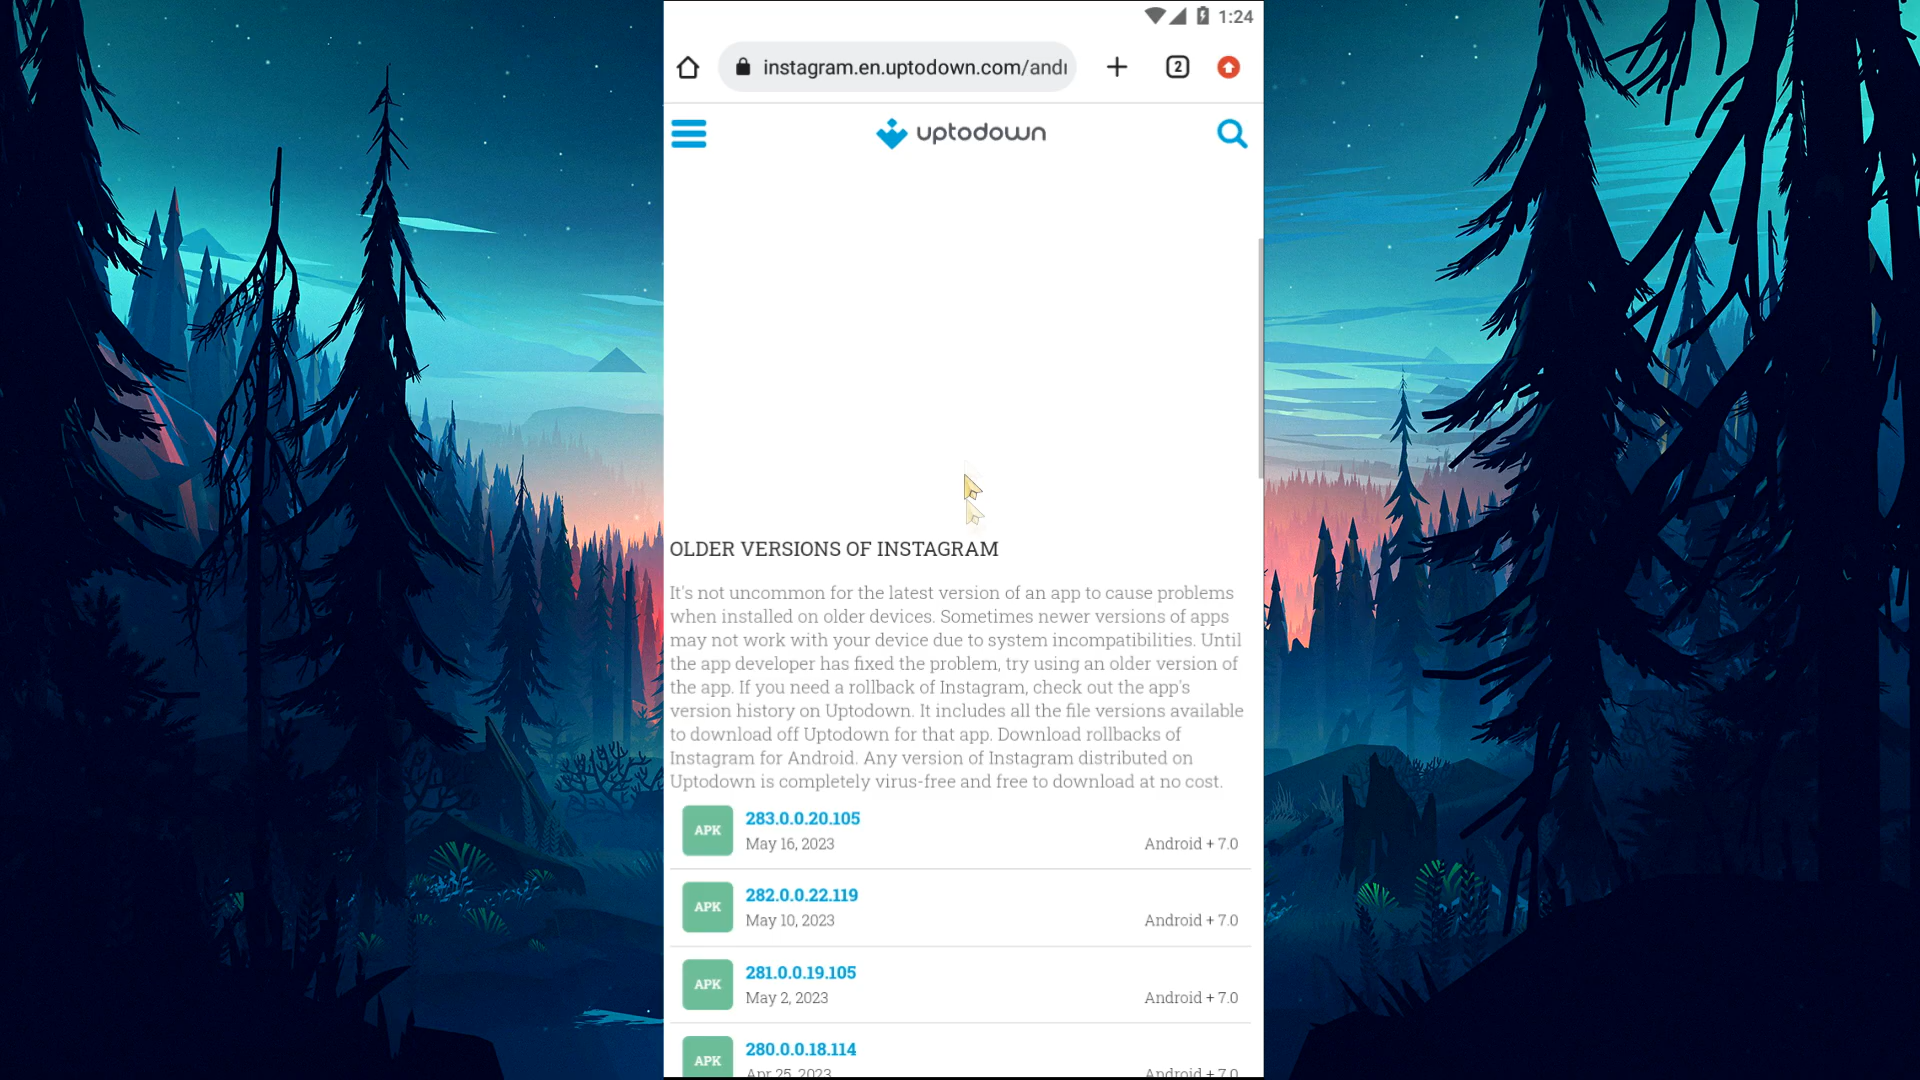 1:24
instagram.en.uptodown.com/andr
2
uptodown
OLDER VERSIONS OF INSTAGRAM
It's not uncommon for the latest version of an app to cause problems
when installed on older devices. Sometimes newer versions of apps
may not work with your device due to system incompatibilities. Until
the app developer has fixed the problem, try using an older version of
the app. If you need a rollback of Instagram, check out the app's
version history on Uptodown. It includes all the file versions available
to download off Uptodown for that app. Download rollbacks of
Instagram for Android. Any version of Instagram distributed on
Uptodown is completely virus-free and free to download at no cost.
APK
283.0.0.20.105
May 16, 2023
Android + 7.0
APK
282.0.0.22.119
May 10, 2023
Android + 7.0
APK
281.0.0.19.105
May 2, 2023
Android + 7.0
APK
280.0.0.18.114
Apr 25, 2023
Android + 7.0